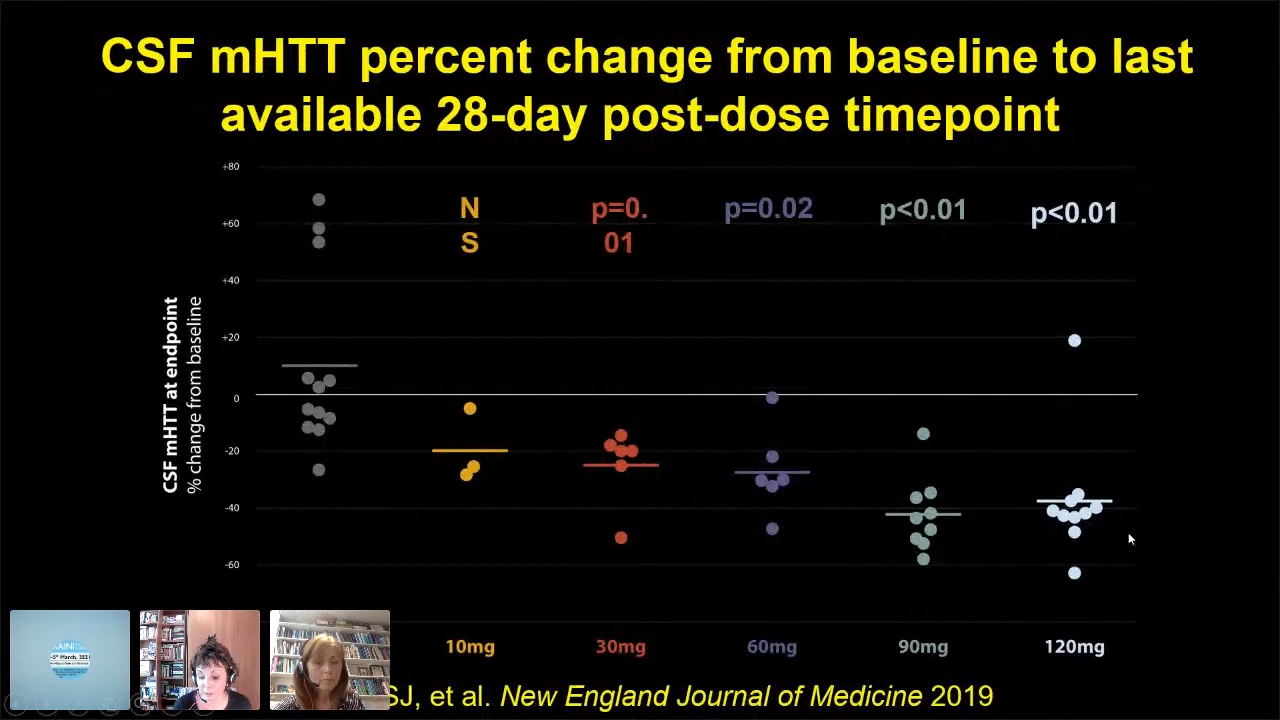 CSF mHTT percent change from baseline to last
available 28-day post-dose timepoint
+80
+60
+40
+20
0
-20
-40
-60
CSF mHTT at endpoint
% change from baseline
N
S
p=0.
01
p=0.02
p<0.01
p<0.01
10mg
30mg
60mg
90mg
120mg
SJ, et al. New England Journal of Medicine 2019
March,